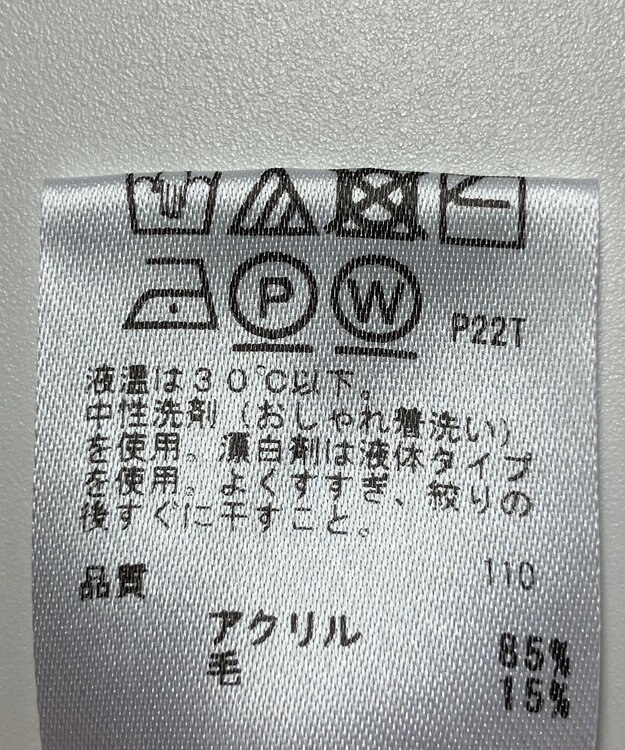 P W P22T
液温は30℃以下。
中性洗剤（おしゃれ着洗い）
を使用。漂白剤は液体タイプ
を使用。よくすすぎ、絞りの
後すぐに干すこと。
品質 110
アクリル 85%
毛 15%